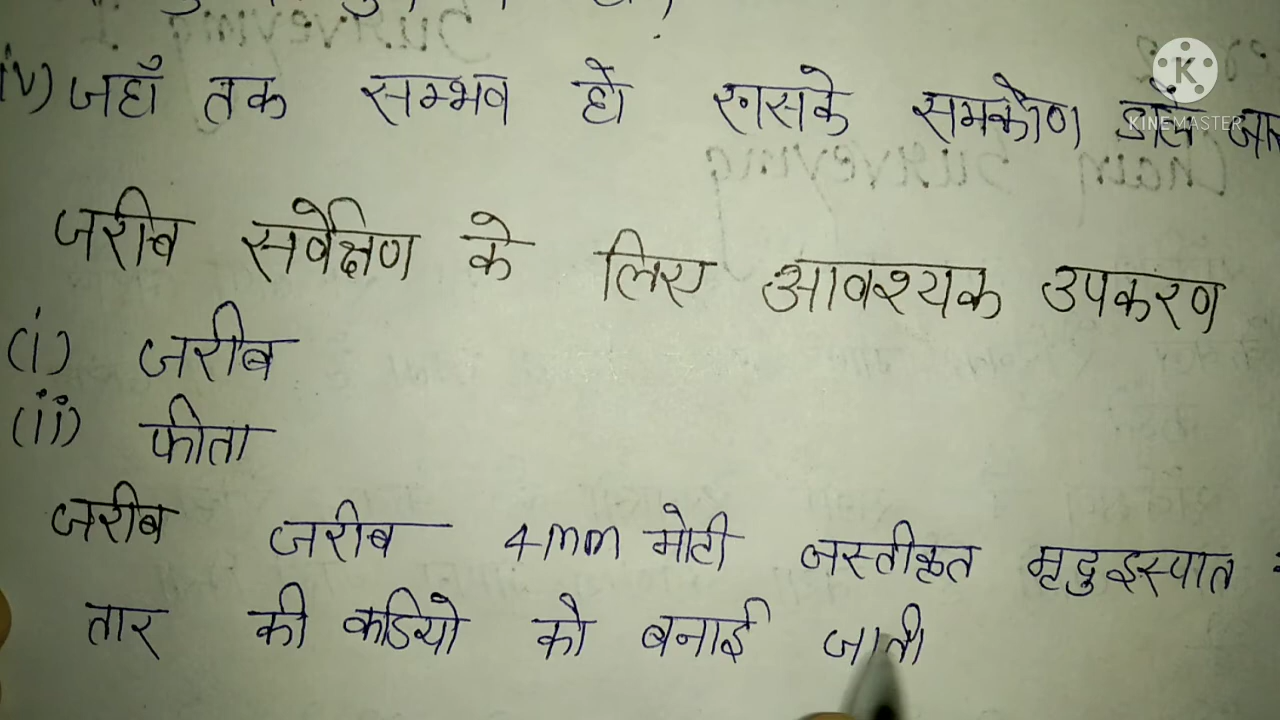 iv) जहाँ तक सम्भव हो इसके समकोण डाले जा
जरीब सर्वेक्षण के लिए आवश्यक उपकरण
(i) जरीब
(ii) फीता
जरीब जरीब 4mm मोटी जस्तीकृत मृदुइस्पात
तार की कडियो को बनाई जाती
K
KINEMASTER